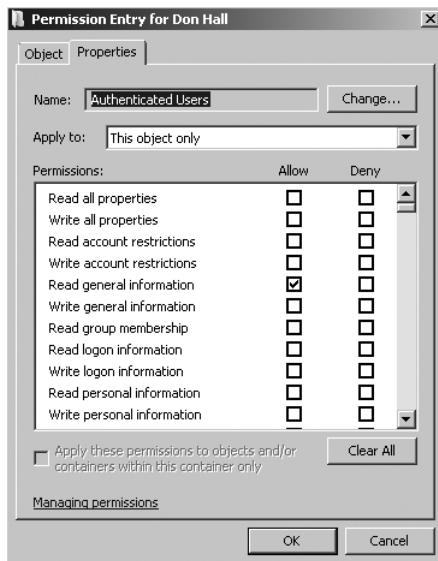 Permission Entry for Don Hall
Object Properties
Name: Authenticated Users Change...
Apply to: This object only
Permissions: Allow Deny
Read all properties
Write all properties
Read account restrictions
Write account restrictions
Read general information
Write general information
Read group membership
Read logon information
Write logon information
Read personal information
Write personal information
Apply these permissions to objects and/or
containers within this container only
Clear All
Managing permissions
OK Cancel